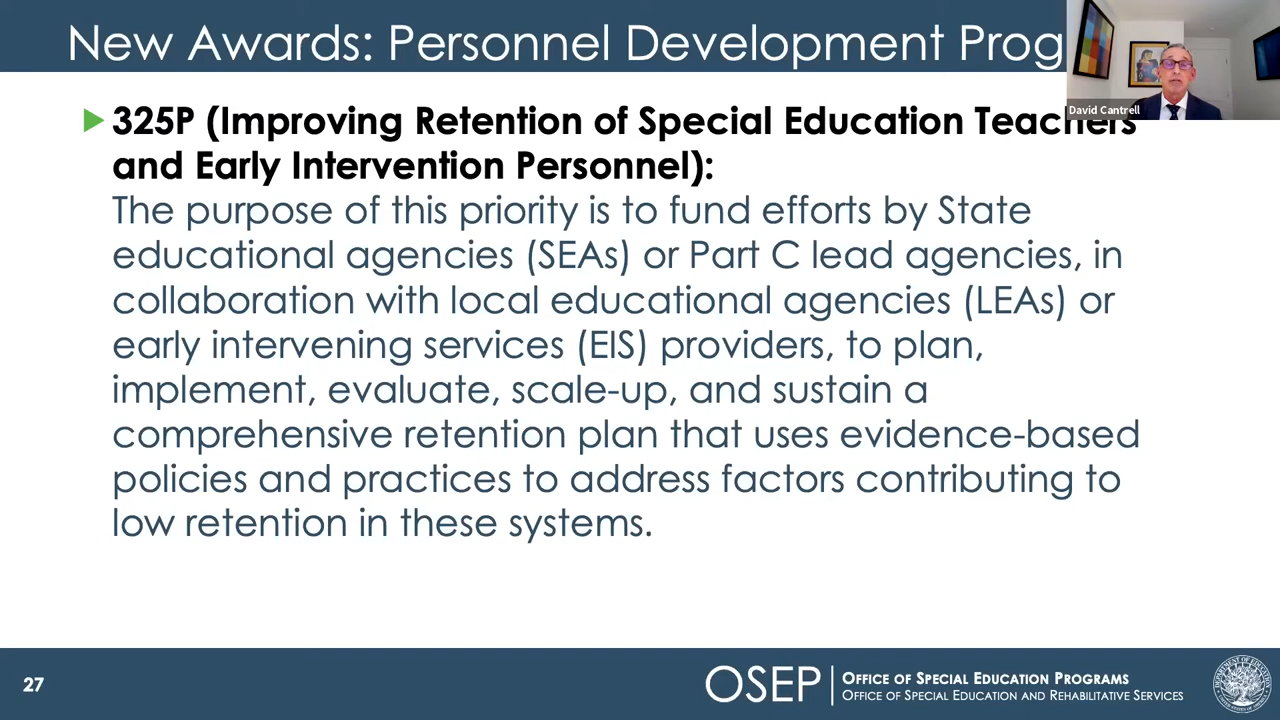 New Awards: Personnel Development Prog
David Cantrell
325P (Improving Retention of Special Education Teachers
and Early Intervention Personnel):
The purpose of this priority is to fund efforts by State
educational agencies (SEAs) or Part C lead agencies, in
collaboration with local educational agencies (LEAs) or
early intervening services (EIS) providers, to plan,
implement, evaluate, scale-up, and sustain a
comprehensive retention plan that uses evidence-based
policies and practices to address factors contributing to
low retention in these systems.
27
OSEP
OFFICE OF SPECIAL EDUCATION PROGRAMS
OFFICE OF SPECIAL EDUCATION AND REHABILITATIVE SERVICES